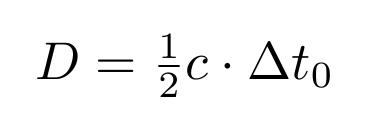 D = ½c · Δt₀